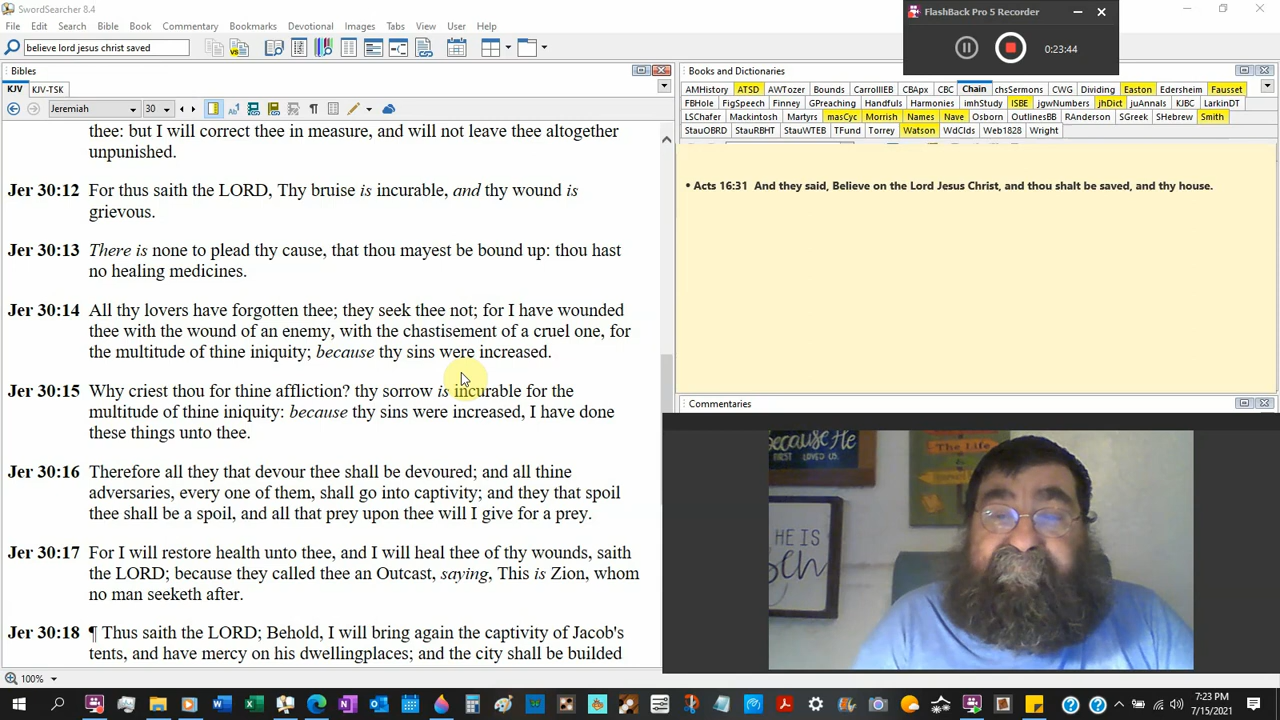 SwordSearcher 8.4
File Edit Search Bible Book Commentary Bookmarks Devotional Images Tabs View User Help
believe lord jesus christ saved
VS
FlashBack Pro 5 Recorder
0:23:44
Bibles
KJV KJV-TSK
Jeremiah 30
thee: but I will correct thee in measure, and will not leave thee altogether
unpunished.
Jer 30:12 For thus saith the LORD, Thy bruise is incurable, and thy wound is
grievous.
Jer 30:13 There is none to plead thy cause, that thou mayest be bound up: thou hast
no healing medicines.
Jer 30:14 All thy lovers have forgotten thee; they seek thee not; for I have wounded
thee with the wound of an enemy, with the chastisement of a cruel one, for
the multitude of thine iniquity; because thy sins were increased.
Jer 30:15 Why criest thou for thine affliction? thy sorrow is incurable for the
multitude of thine iniquity: because thy sins were increased, I have done
these things unto thee.
Jer 30:16 Therefore all they that devour thee shall be devoured; and all thine
adversaries, every one of them, shall go into captivity; and they that spoil
thee shall be a spoil, and all that prey upon thee will I give for a prey.
Jer 30:17 For I will restore health unto thee, and I will heal thee of thy wounds, saith
the LORD; because they called thee an Outcast, saying, This is Zion, whom
no man seeketh after.
Jer 30:18 ¶ Thus saith the LORD; Behold, I will bring again the captivity of Jacob's
tents, and have mercy on his dwellingplaces; and the city shall be builded
100%
Books and Dictionaries
AMHistory ATSD AWTozer Bounds CarrollEB CBApx CBC Chain chsSermons CWG Dividing Easton Edersheim Fausset
FBHole FigSpeech Finney GPreaching Handfuls Harmonies imhStudy ISBE jgwNumbers jhDict juAnnals KJBC LarkinDT
LSChafer Mackintosh Martyrs masCyc Morrish Names Nave Osborn OutlinesBB RAnderson SHebrew Smith
StauOBRD StauRBHT StauWTEB TFund Torrey Watson WdClds Web1828 Wright
• Acts 16:31 And they said, Believe on the Lord Jesus Christ, and thou shalt be saved, and thy house.
Commentaries
because He
FIRST LOVED US.
The Life
HE IS
7:23 PM
7/15/2021